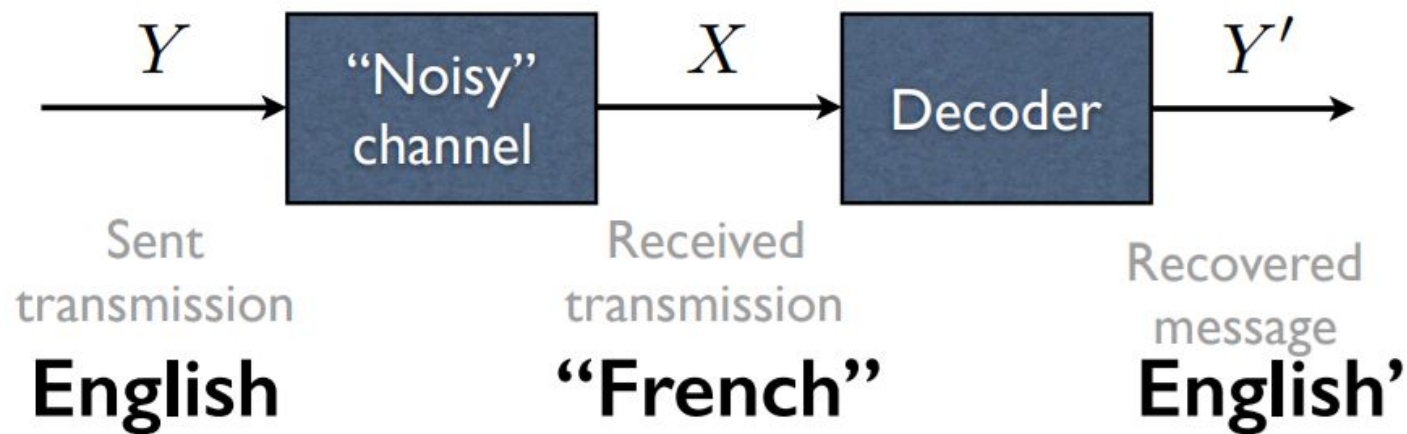 Y
“Noisy”
channel
X
Decoder
Y′
Sent
transmission
Received
transmission
Recovered
message
English
“French”
English’